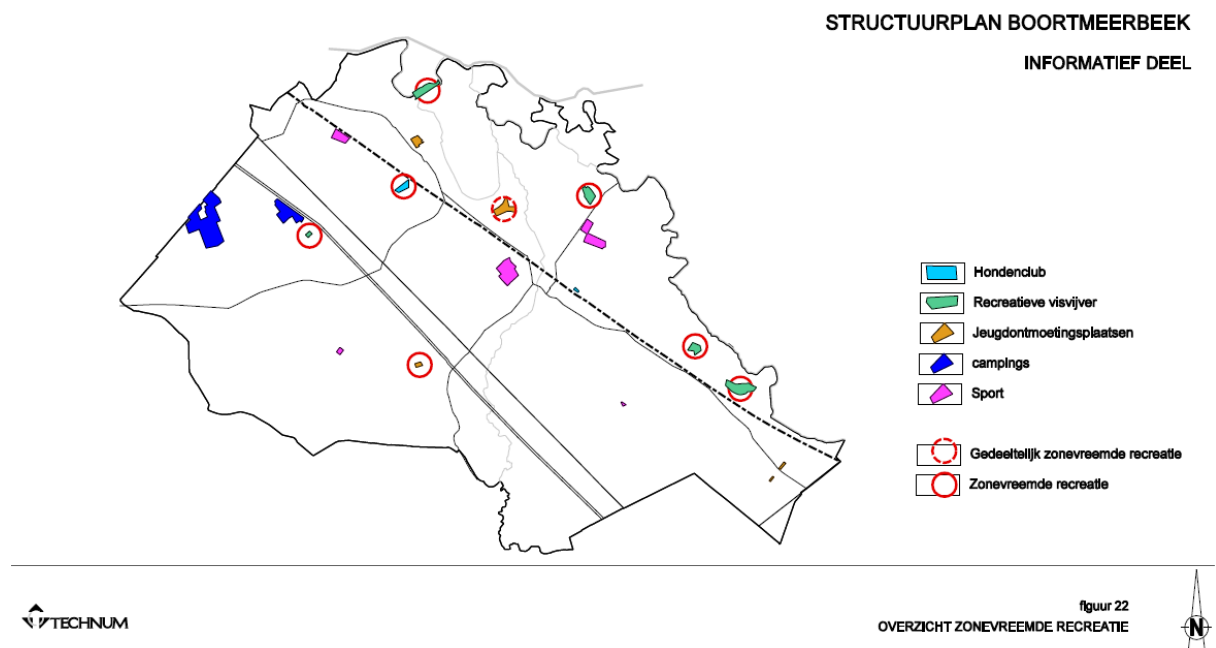 STRUCTUURPLAN BOORTMEERBEEK
INFORMATIEF DEEL
Hondenclub
Recreatieve visvijver
Jeugdontmoetingsplaatsen
campings
Sport
Gedeeltelijk zonevreemde recreatie
Zonevreemde recreatie
TECHNUM
figuur 22
OVERZICHT ZONEVREEMDE RECREATIE
N